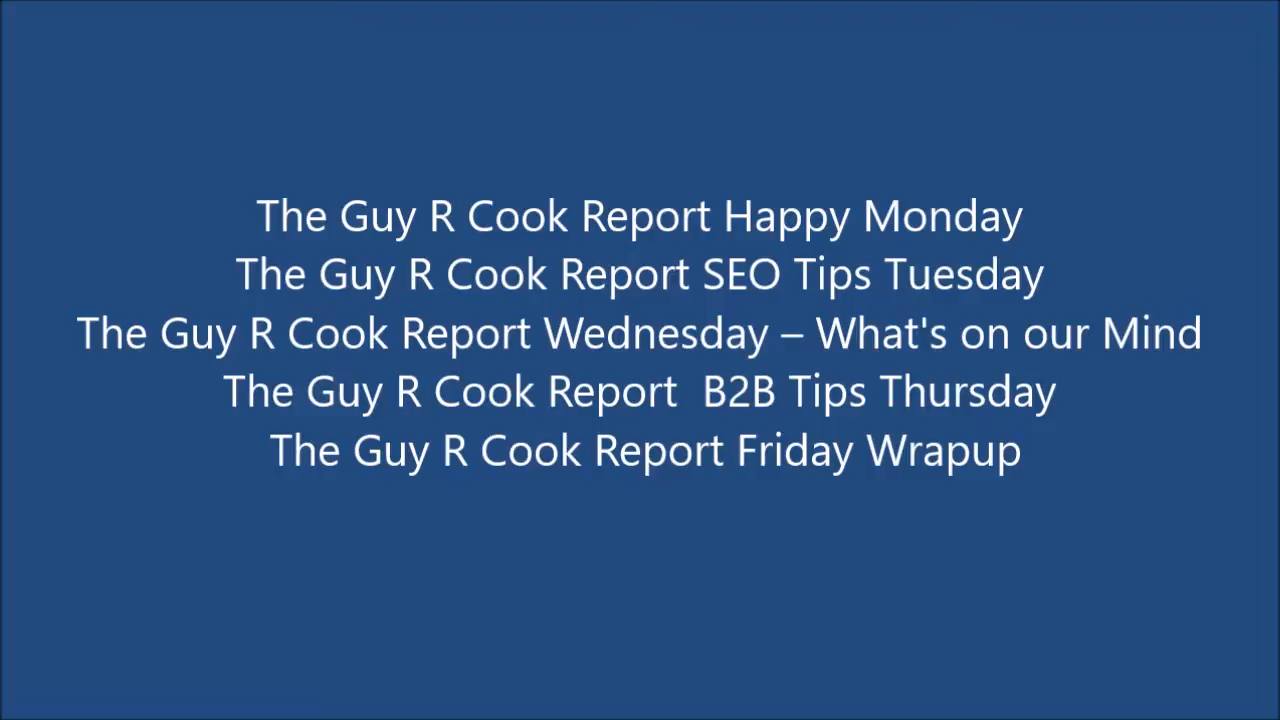 The Guy R Cook Report Happy Monday
The Guy R Cook Report SEO Tips Tuesday
The Guy R Cook Report Wednesday – What's on our Mind
The Guy R Cook Report  B2B Tips Thursday
The Guy R Cook Report Friday Wrapup